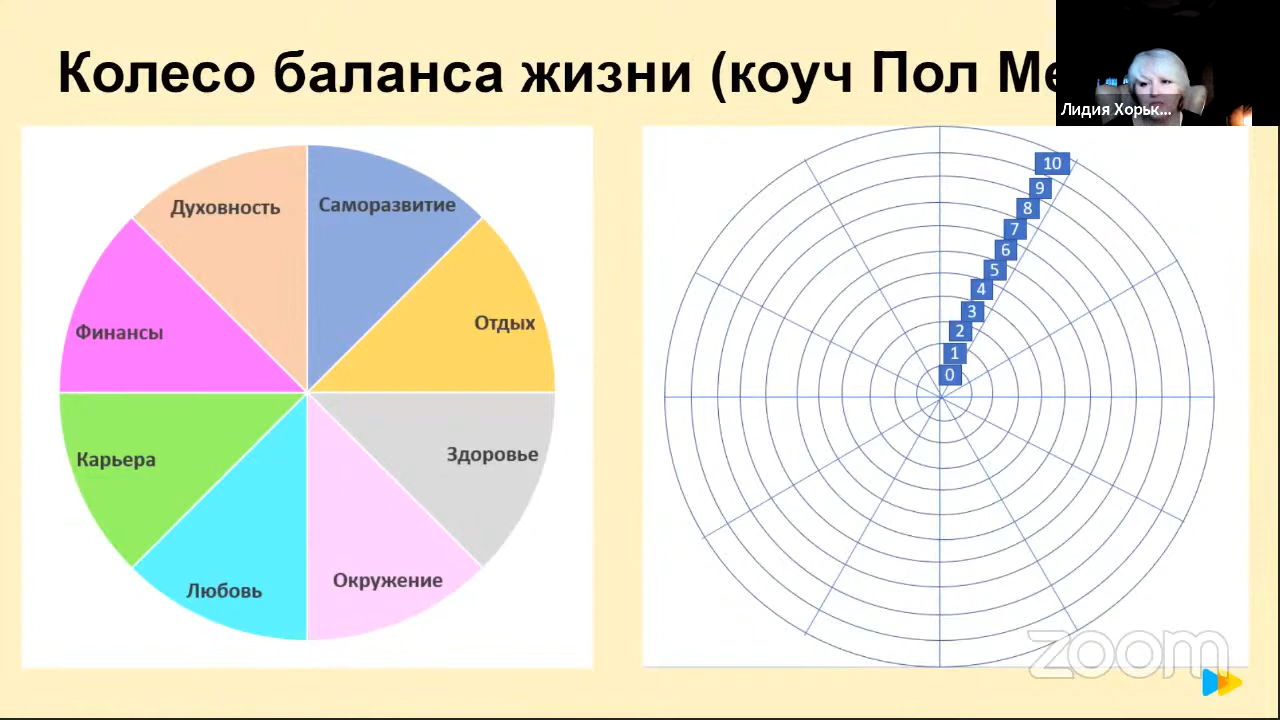 Колесо баланса жизни (коуч Пол Ме
Лидия Хорьк...
Духовность
Саморазвитие
Финансы
Отдых
Карьера
Здоровье
Любовь
Окружение
10
9
8
7
6
5
4
3
2
1
0
zoom